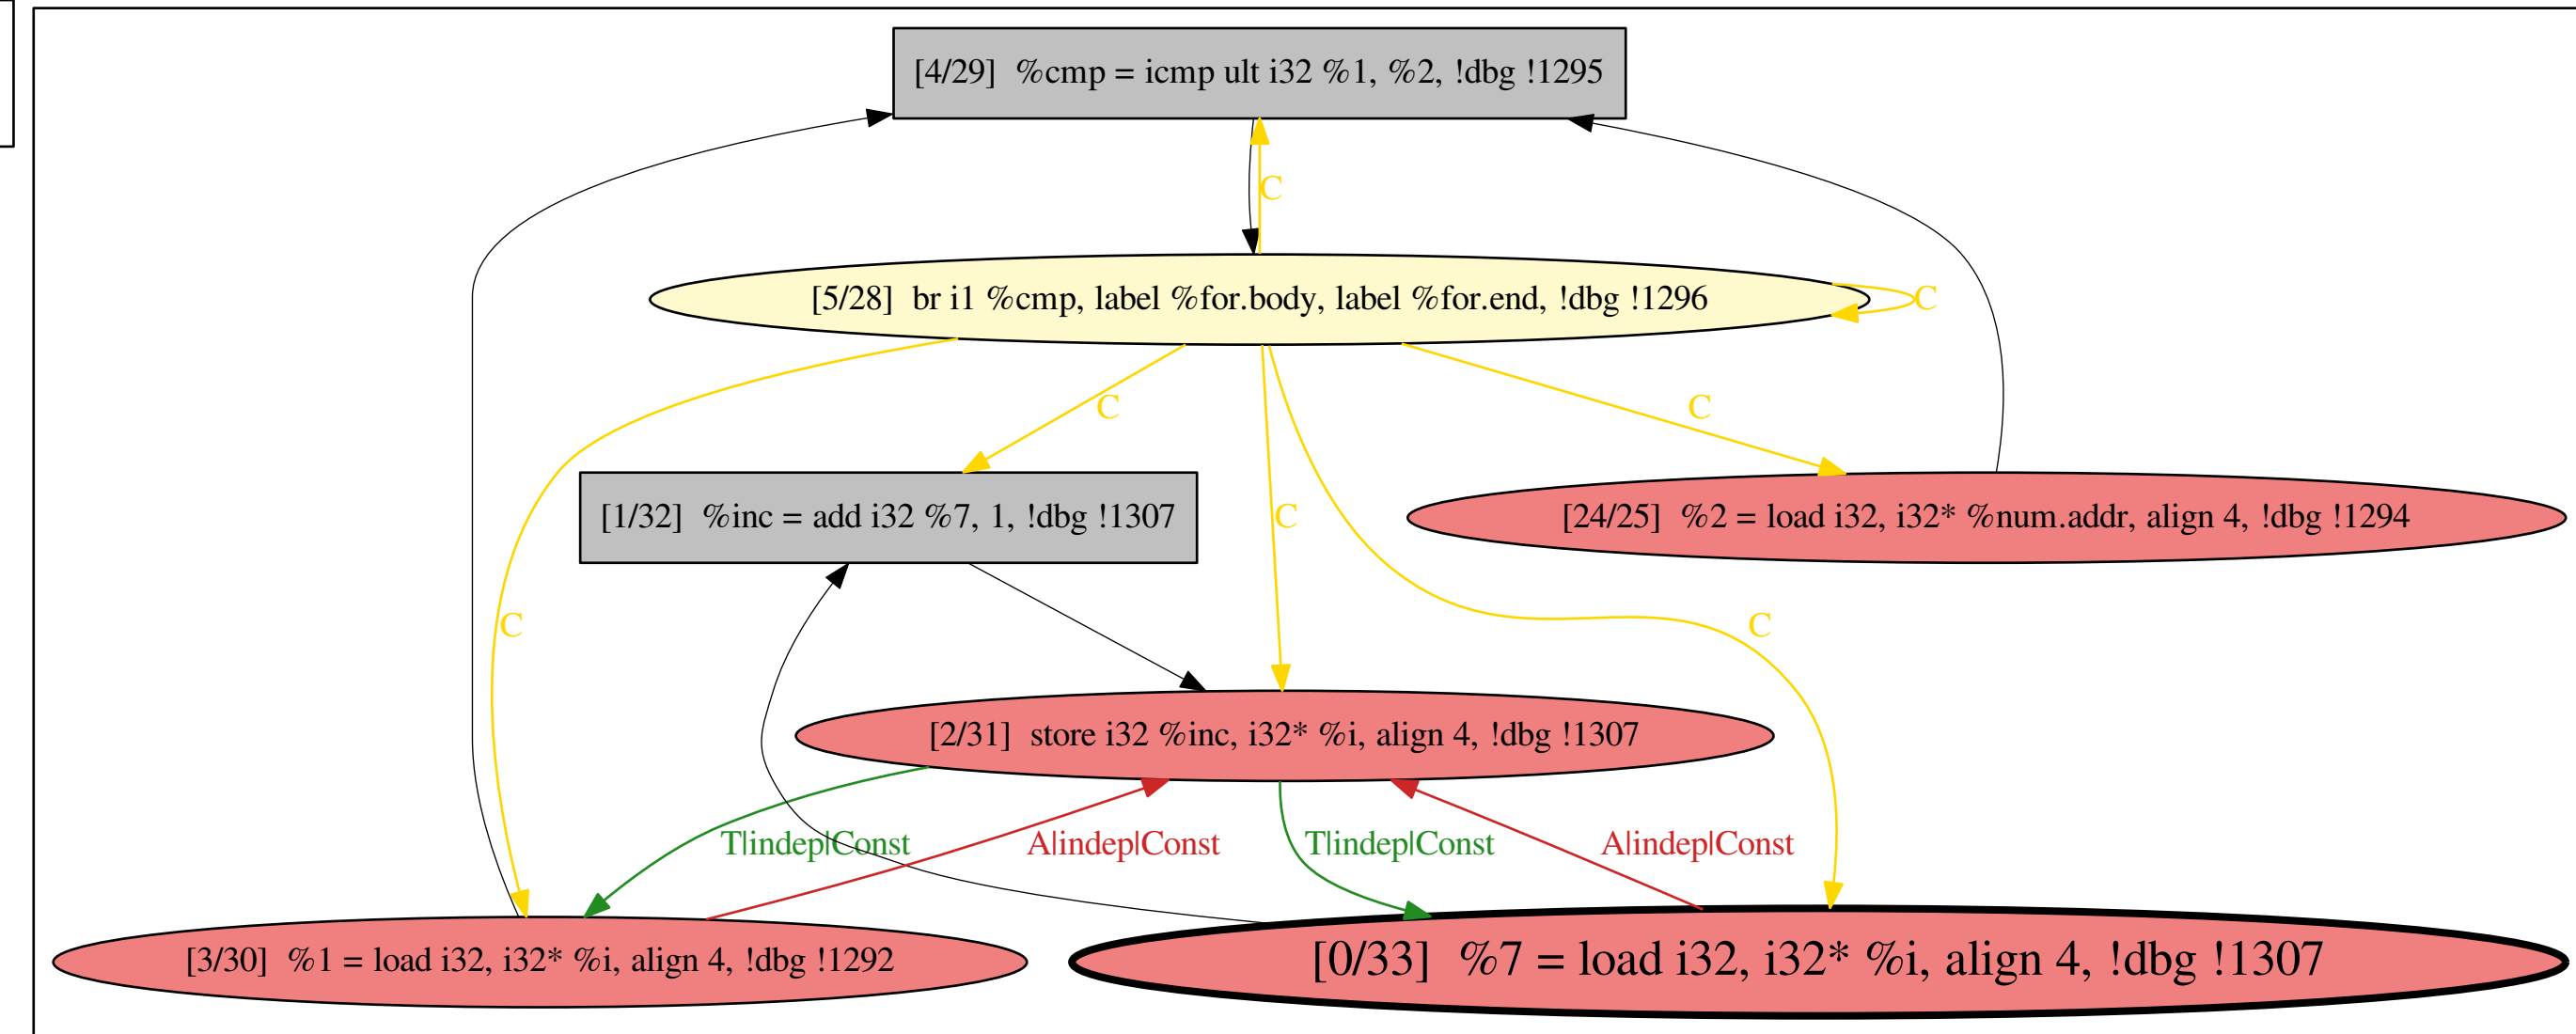 [4/29]  %cmp = icmp ult i32 %1, %2, !dbg !1295
C
[5/28]  br i1 %cmp, label %for.body, label %for.end, !dbg !1296
C
C
C
[1/32]  %inc = add i32 %7, 1, !dbg !1307
C
[24/25]  %2 = load i32, i32* %num.addr, align 4, !dbg !1294
C
C
[2/31]  store i32 %inc, i32* %i, align 4, !dbg !1307
T|indep|Const
A|indep|Const
T|indep|Const
A|indep|Const
[3/30]  %1 = load i32, i32* %i, align 4, !dbg !1292
[0/33]  %7 = load i32, i32* %i, align 4, !dbg !1307